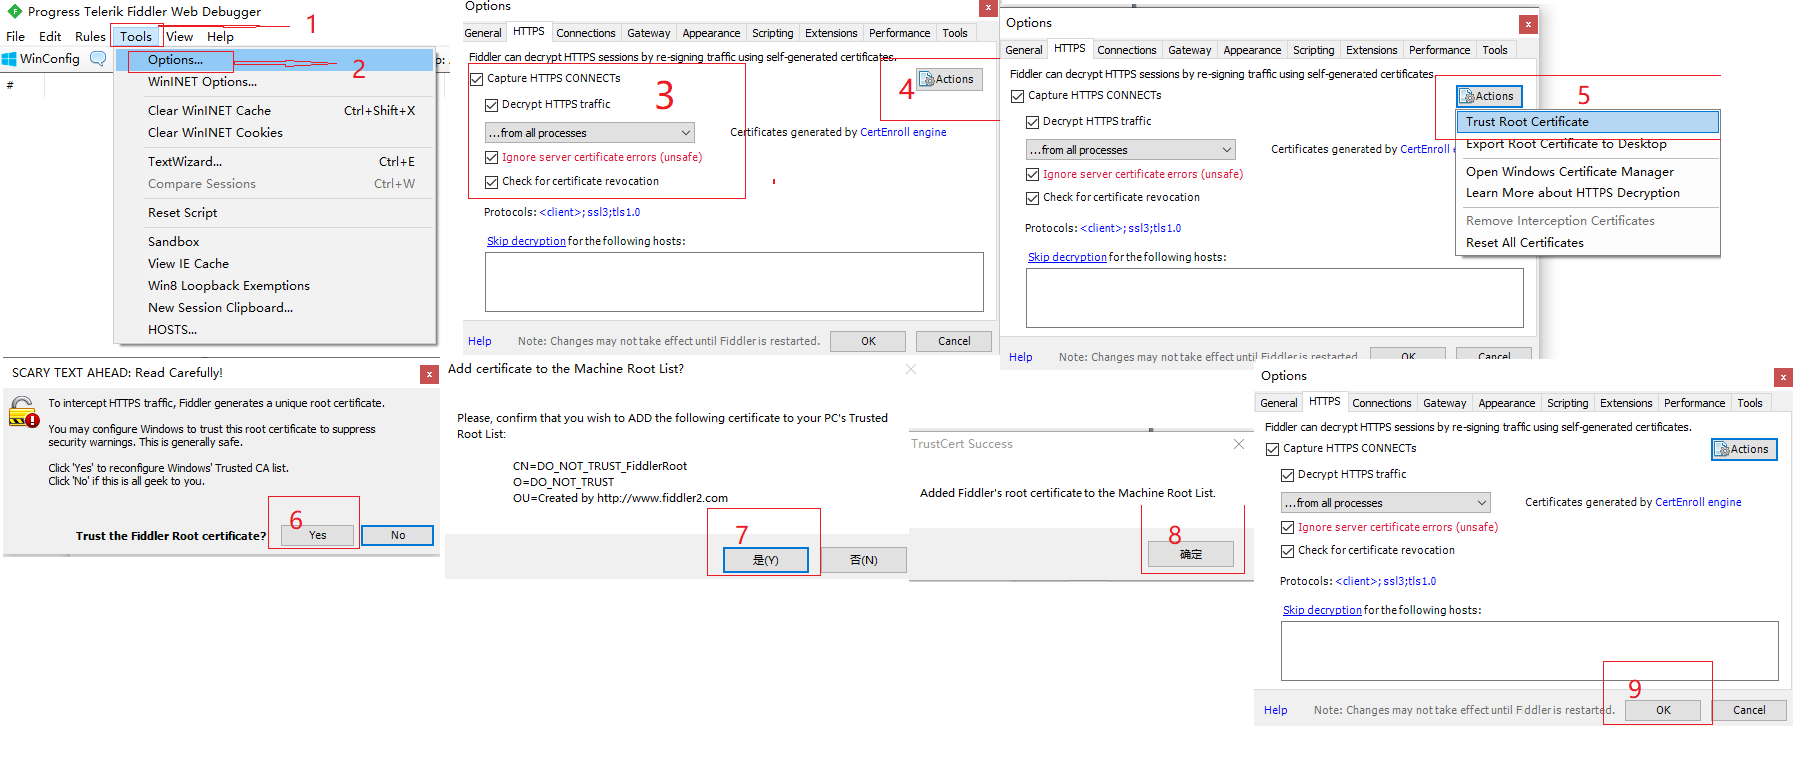 Progress Telerik Fiddler Web Debugger
1
File Edit Rules Tools View Help
WinConfig
#
Options...
2
WinINET Options...
Clear WinINET Cache Ctrl+Shift+X
Clear WinINET Cookies
TextWizard... Ctrl+E
Compare Sessions Ctrl+W
Reset Script
Sandbox
View IE Cache
Win8 Loopback Exemptions
New Session Clipboard...
HOSTS...
Options
General HTTPS Connections Gateway Appearance Scripting Extensions Performance Tools
Fiddler can decrypt HTTPS sessions by re-signing traffic using self-generated certificates.
Capture HTTPS CONNECTs
3
4
Actions
Decrypt HTTPS traffic
...from all processes
Certificates generated by CertEnroll engine
Ignore server certificate errors (unsafe)
Check for certificate revocation
Protocols: <client>;ssl3;tls1.0
Skip decryption for the following hosts:
Help Note: Changes may not take effect until Fiddler is restarted. OK Cancel
Options
General HTTPS Connections Gateway Appearance Scripting Extensions Performance Tools
Fiddler can decrypt HTTPS sessions by re-signing traffic using self-generated certificates.
Capture HTTPS CONNECTs
Actions
5
Decrypt HTTPS traffic
Trust Root Certificate
Export Root Certificate to Desktop
Open Windows Certificate Manager
Learn More about HTTPS Decryption
Remove Interception Certificates
Reset All Certificates
...from all processes
Certificates generated by CertEnroll
Ignore server certificate errors (unsafe)
Check for certificate revocation
Protocols: <client>;ssl3;tls1.0
Skip decryption for the following hosts:
Help Note: Changes may not take effect until Fiddler is restarted OK Cancel
SCARY TEXT AHEAD: Read Carefully!
To intercept HTTPS traffic, Fiddler generates a unique root certificate.
You may configure Windows to trust this root certificate to suppress
security warnings. This is generally safe.
Click 'Yes' to reconfigure Windows' Trusted CA list.
Click 'No' if this is all geek to you.
6
Trust the Fiddler Root certificate? Yes No
Add certificate to the Machine Root List?
Please, confirm that you wish to ADD the following certificate to your PC's Trusted
Root List:
CN=DO_NOT_TRUST_FiddlerRoot
O=DO_NOT_TRUST
OU=Created by http://www.fiddler2.com
7
是(Y) 否(N)
TrustCert Success
Added Fiddler's root certificate to the Machine Root List.
8
确定
Options
General HTTPS Connections Gateway Appearance Scripting Extensions Performance Tools
Fiddler can decrypt HTTPS sessions by re-signing traffic using self-generated certificates.
Capture HTTPS CONNECTs
Actions
Decrypt HTTPS traffic
...from all processes
Certificates generated by CertEnroll engine
Ignore server certificate errors (unsafe)
Check for certificate revocation
Protocols: <client>;ssl3;tls1.0
Skip decryption for the following hosts:
9
Help Note: Changes may not take effect until Fiddler is restarted. OK Cancel